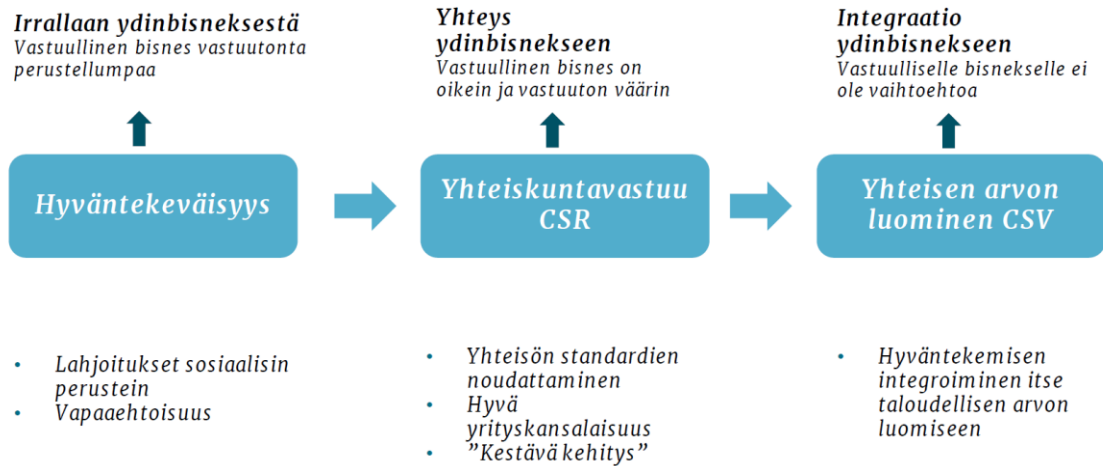 Irrallaan ydinbisneksestä
Vastuullinen bisnes vastuutonta
perustellumpaa
Yhteys
ydinbisnekseen
Vastuullinen bisnes on
oikein ja vastuuton väärin
Integraatio
ydinbisnekseen
Vastuulliselle bisnekselle ei
ole vaihtoehtoa
Hyväntekeväisyys
Yhteiskuntavastuu
CSR
Yhteisen arvon
luominen CSV
• Lahjoitukset sosiaalisin
perustein
• Vapaaehtoisuus
• Yhteisön standardien
noudattaminen
• Hyvä
yrityskansalaisuus
• ”Kestävä kehitys”
• Hyväntekemisen
integroiminen itse
taloudellisen arvon
luomiseen